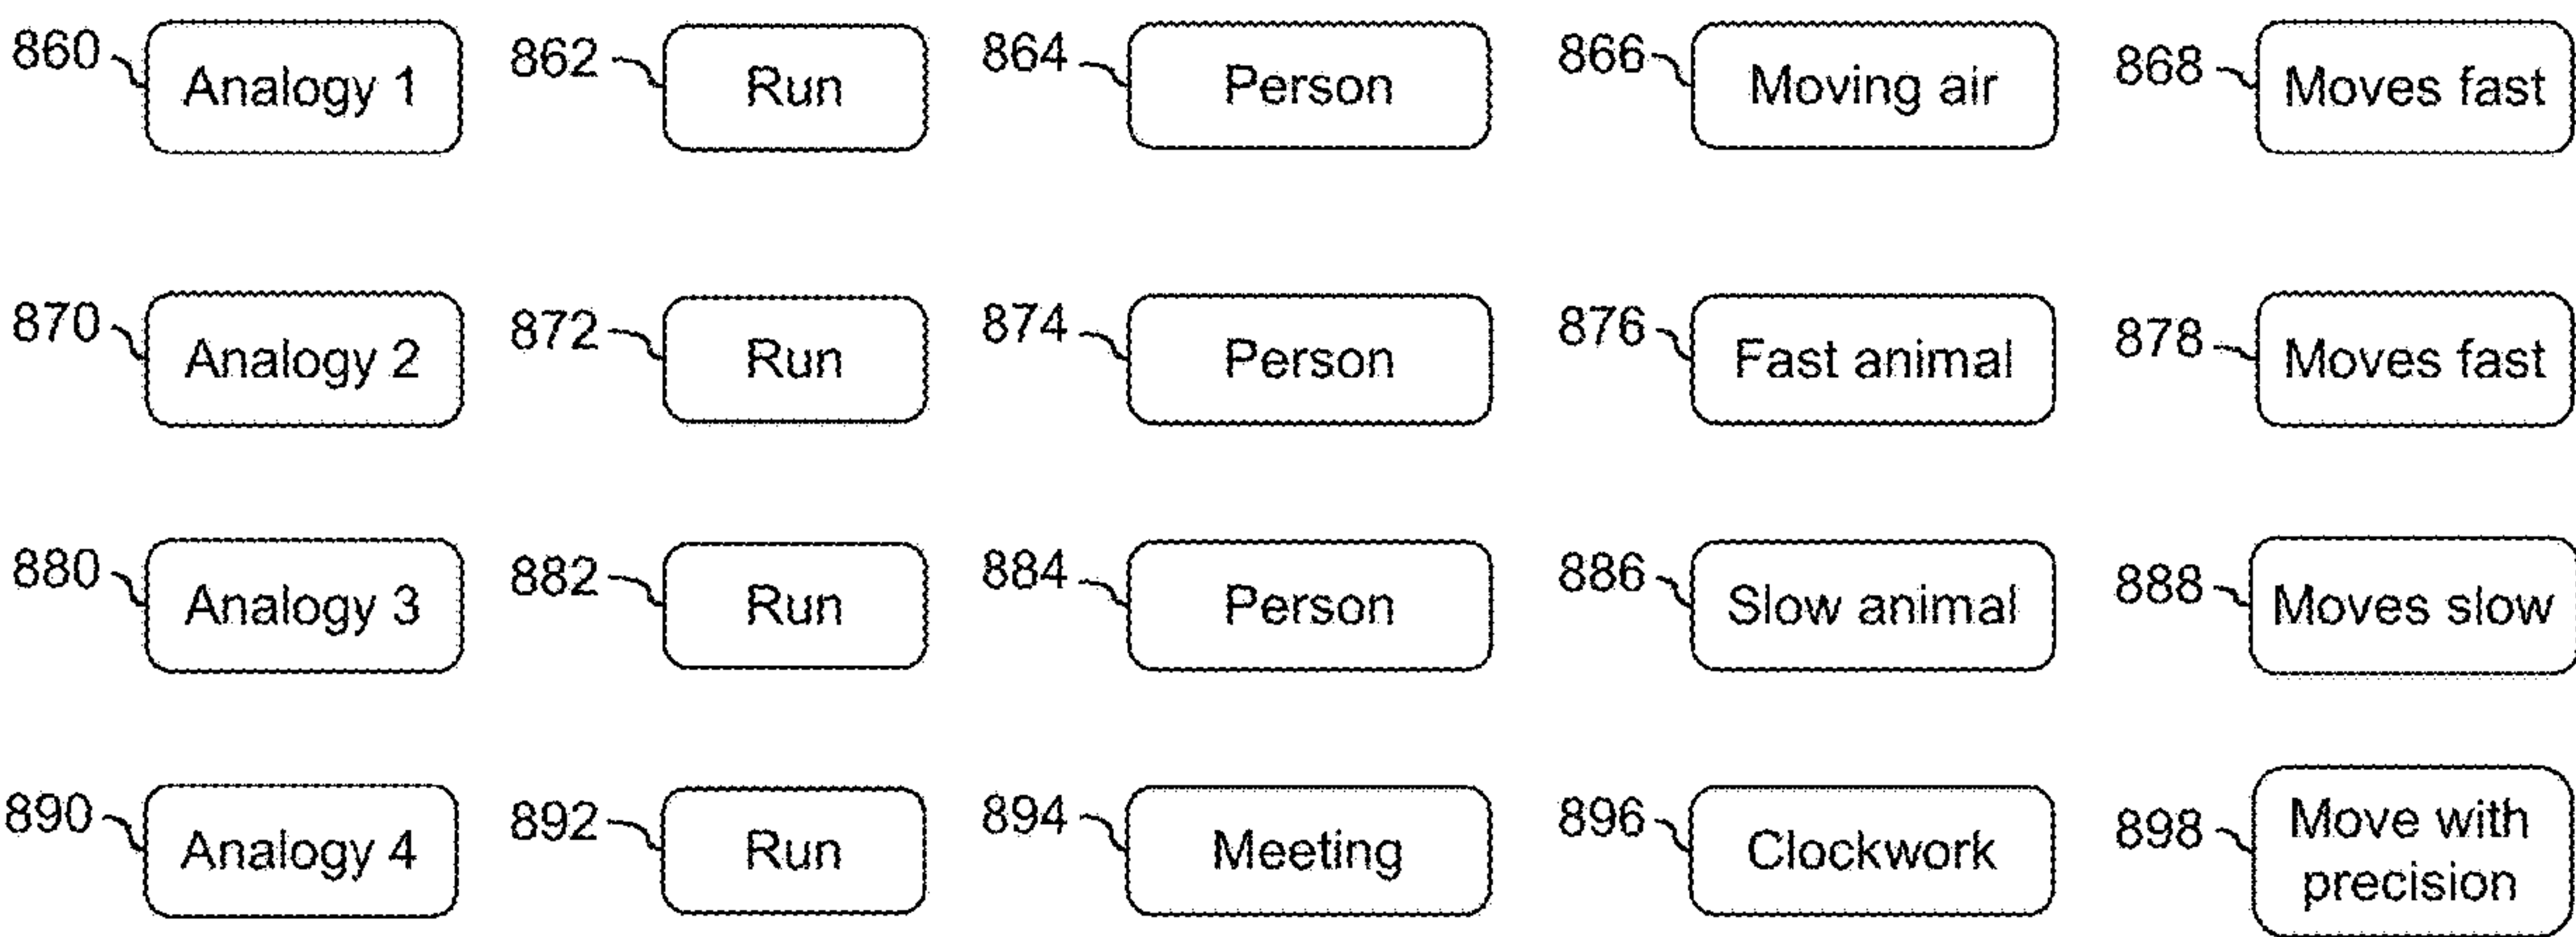 860 Analogy 1 862 Run 864 Person 866 Moving air 868 Moves fast
870 Analogy 2 872 Run 874 Person 876 Fast animal 878 Moves fast
880 Analogy 3 882 Run 884 Person 886 Slow animal 888 Moves slow
890 Analogy 4 892 Run 894 Meeting 896 Clockwork 898 Move with
precision